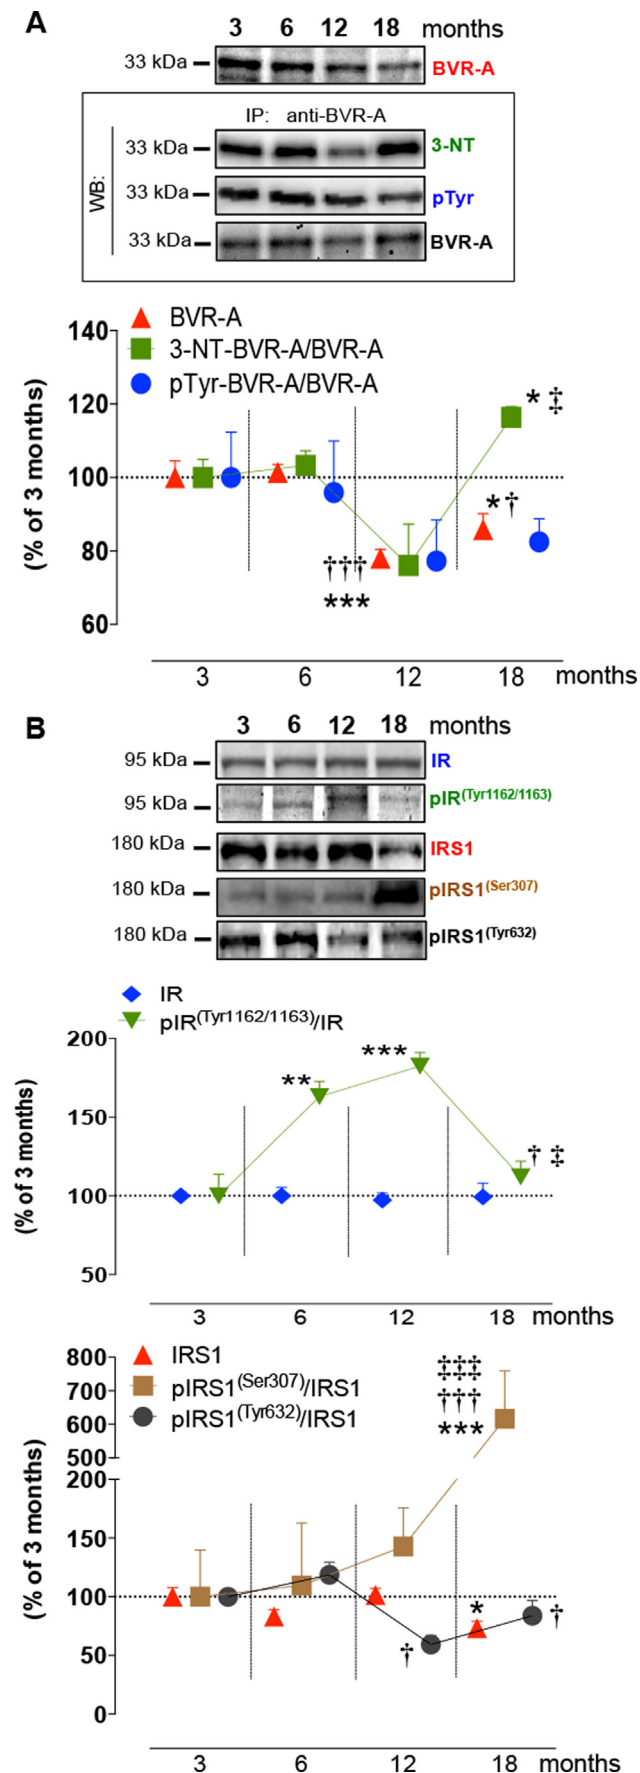 A
3 6 12 18 months
33 kDa BVR-A
IP: anti-BVR-A
WB:
33 kDa 3-NT
33 kDa pTyr
33 kDa BVR-A
BVR-A
3-NT-BVR-A/BVR-A
pTyr-BVR-A/BVR-A
(% of 3 months)
140
120
100
80
60
* ‡
* †
†††
***
3 6 12 18 months
B
3 6 12 18 months
95 kDa IR
95 kDa pIR(Tyr1162/1163)
180 kDa IRS1
180 kDa pIRS1(Ser307)
180 kDa pIRS1(Tyr632)
IR
pIR(Tyr1162/1163)/IR
(% of 3 months)
200
150
100
50
**
***
† ‡
3 6 12 18 months
IRS1
pIRS1(Ser307)/IRS1
pIRS1(Tyr632)/IRS1
(% of 3 months)
800
700
600
500
200
150
100
50
0
‡‡‡
†††
***
*
†
†
3 6 12 18 months